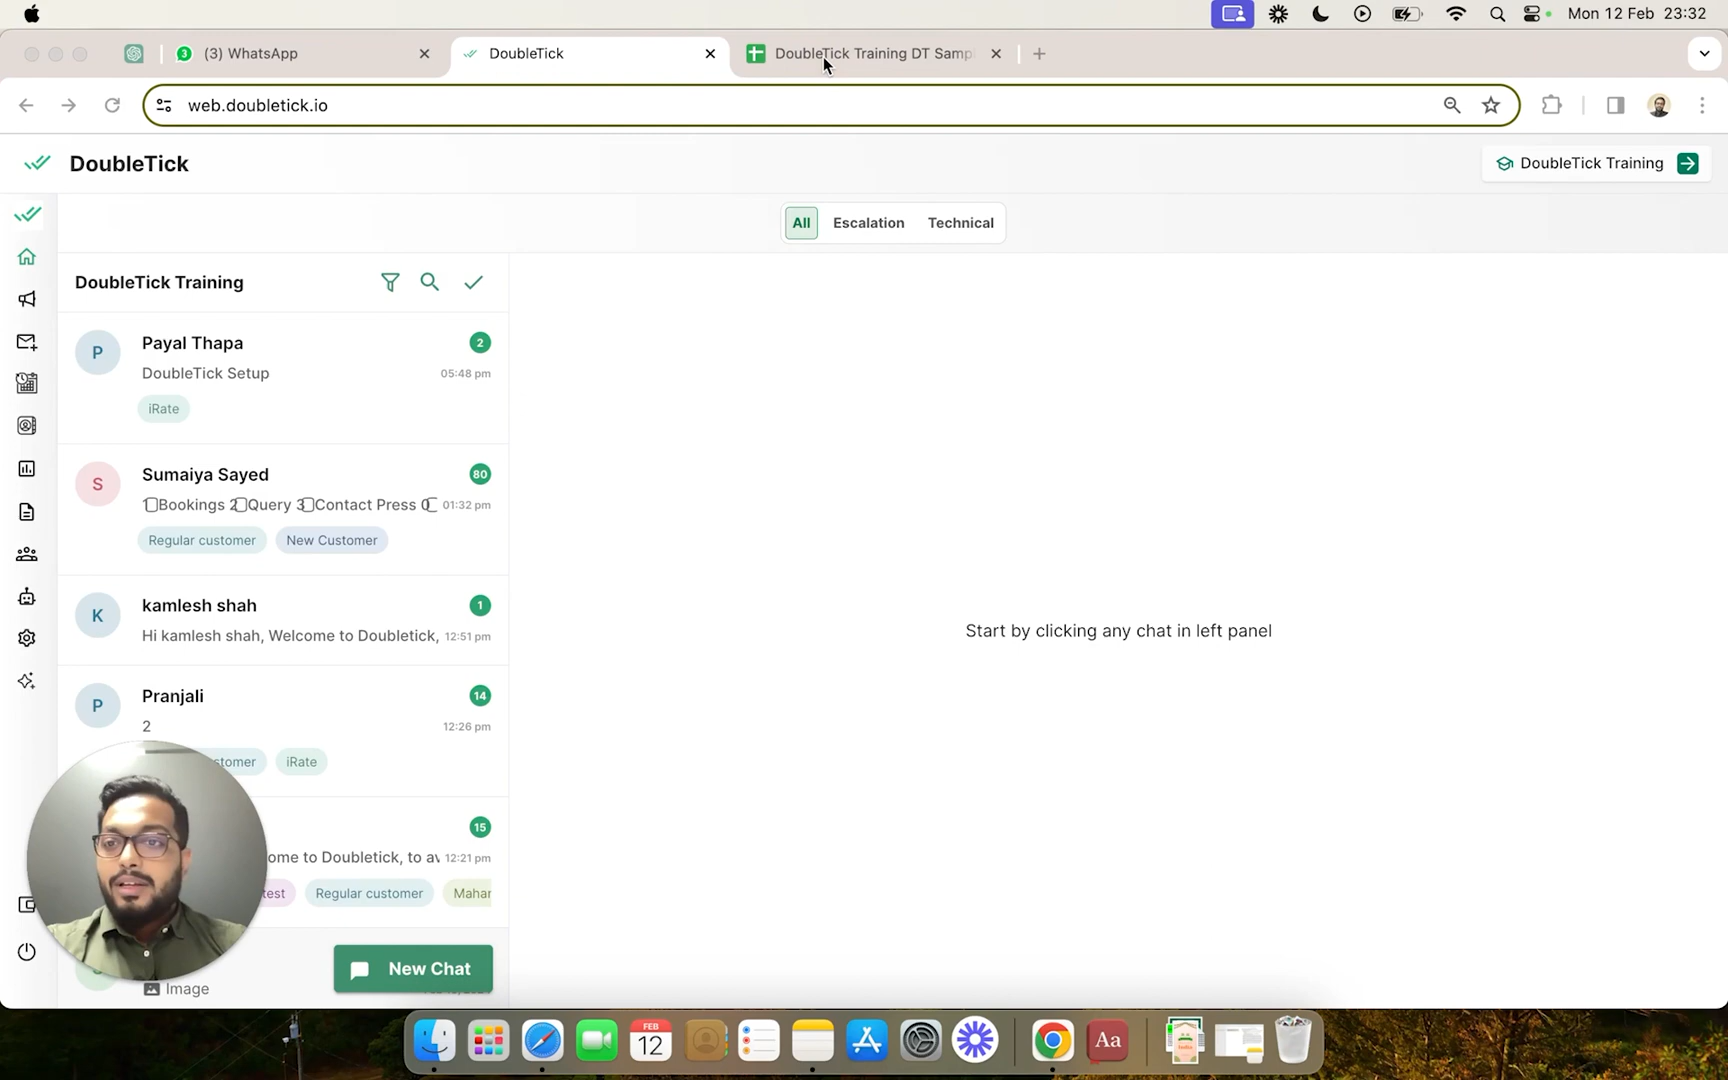 Mon 12 Feb 23:32
3
(3) WhatsApp
DoubleTick
DoubleTick Training DT Samp
web.doubletick.io
DoubleTick
DoubleTick Training
All
Escalation
Technical
DoubleTick Training
P
Payal Thapa
2
DoubleTick Setup
05:48 pm
iRate
S
Sumaiya Sayed
80
1 Bookings 2 Query 3 Contact Press 0
01:32 pm
Regular customer
New Customer
K
kamlesh shah
1
Hi kamlesh shah, Welcome to Doubletick,
12:51 pm
P
Pranjali
14
2
12:26 pm
stomer
iRate
15
ome to Doubletick, to av
12:21 pm
test
Regular customer
Mahar
New Chat
Image
Start by clicking any chat in left panel
FEB
12
Aa